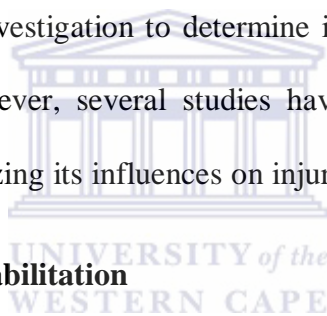 vestigation to determine i
ever, several studies hav
zing its influences on injur
UNIVERSITY of the
abilitation
WESTERN CAPE